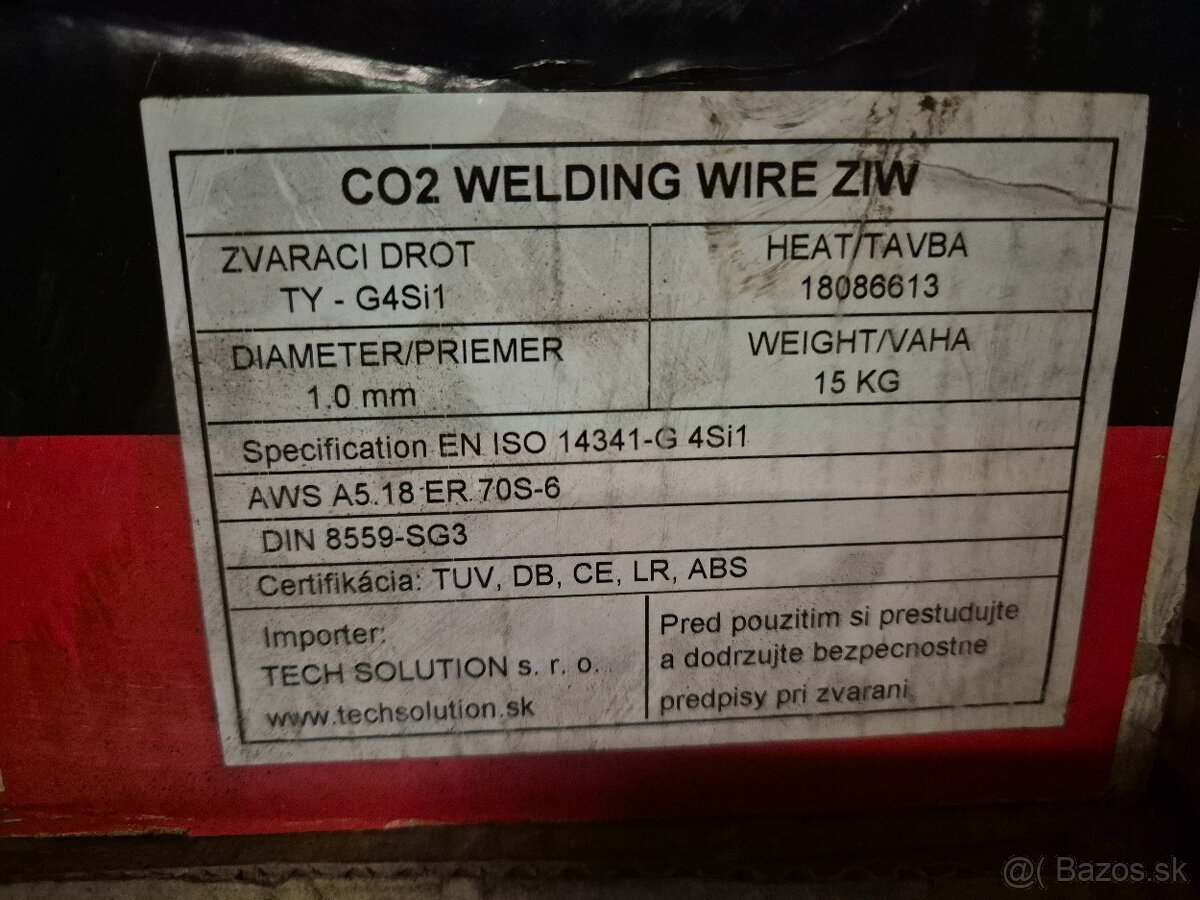 CO2 WELDING WIRE ZIW
ZVARACI DROT
TY - G4Si1
HEAT/TAVBA
18086613
DIAMETER/PRIEMER
1.0 mm
WEIGHT/VAHA
15 KG
Specification EN ISO 14341-G 4Si1
AWS A5.18 ER 70S-6
DIN 8559-SG3
Certifikácia: TUV, DB, CE, LR, ABS
Importer:
TECH SOLUTION s. r. o.
www.techsolution.sk
Pred pouzitim si prestudujte
a dodrzujte bezpecnostne
predpisy pri zvarani.
@( Bazos.sk